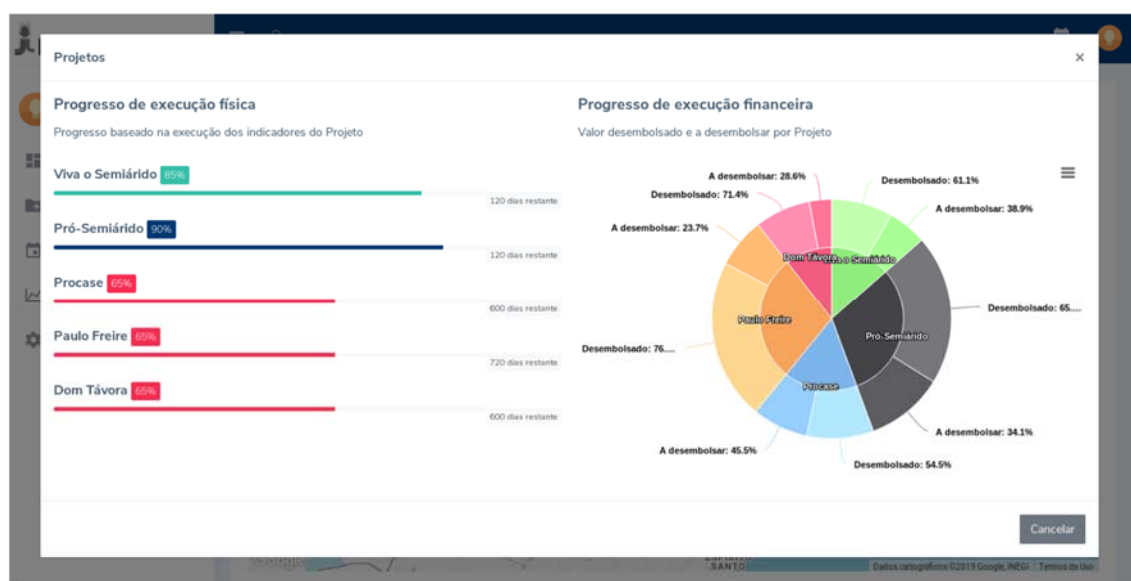 Projetos
×
Progresso de execução física
Progresso baseado na execução dos indicadores do Projeto
Viva o Semiárido 85%
120 dias restante
Pró-Semiárido 90%
120 dias restante
Procase 65%
600 dias restante
Paulo Freire 65%
720 dias restante
Dom Távora 65%
600 dias restante
Progresso de execução financeira
Valor desembolsado e a desembolsar por Projeto
A desembolsar: 28.6%
Desembolsado: 61.1%
Desembolsado: 71.4%
A desembolsar: 38.9%
A desembolsar: 23.7%
Dom Távora
Viva o Semiárido
Desembolsado: 65....
Paulo Freire
Pró-Semiárido
Desembolsado: 76....
Procase
A desembolsar: 34.1%
A desembolsar: 45.5%
Desembolsado: 54.5%
Cancelar
Google
ESPÍRITO
SANTO
Dados cartográficos ©2019 Google, INEGI
Termos de Uso